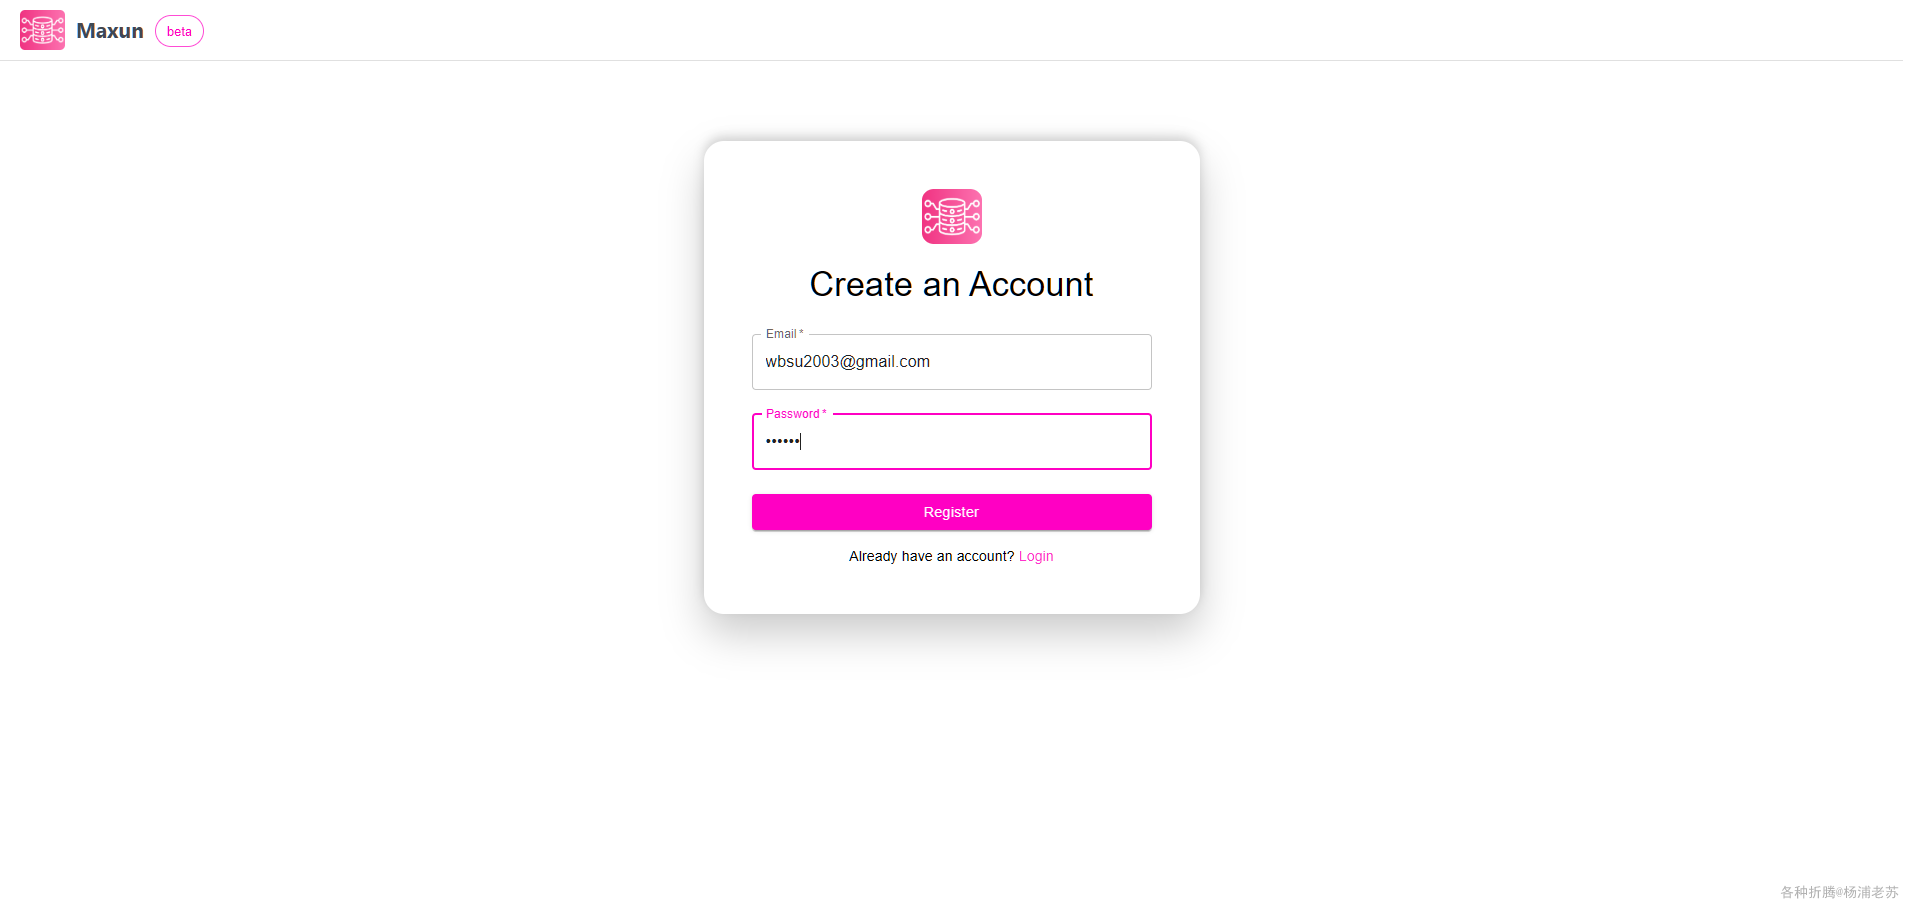 Maxun
beta
Create an Account
Email *
wbsu2003@gmail.com
Password *
••••••
Register
Already have an account? Login
各种折腾@杨浦老苏